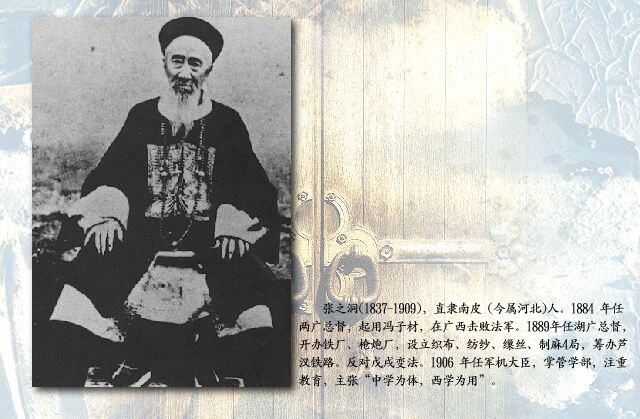 张之洞(1837-1909)，直隶南皮（今属河北)人。1884 年任
两广总督，起用冯子材，在广西击败法军。1889年任湖广总督，
开办铁厂、枪炮厂，设立织布、纺纱、缫丝、制麻4局，筹办芦
汉铁路。反对戊戌变法。1906 年任军机大臣，掌管学部，注重
教育，主张“中学为体，西学为用”。